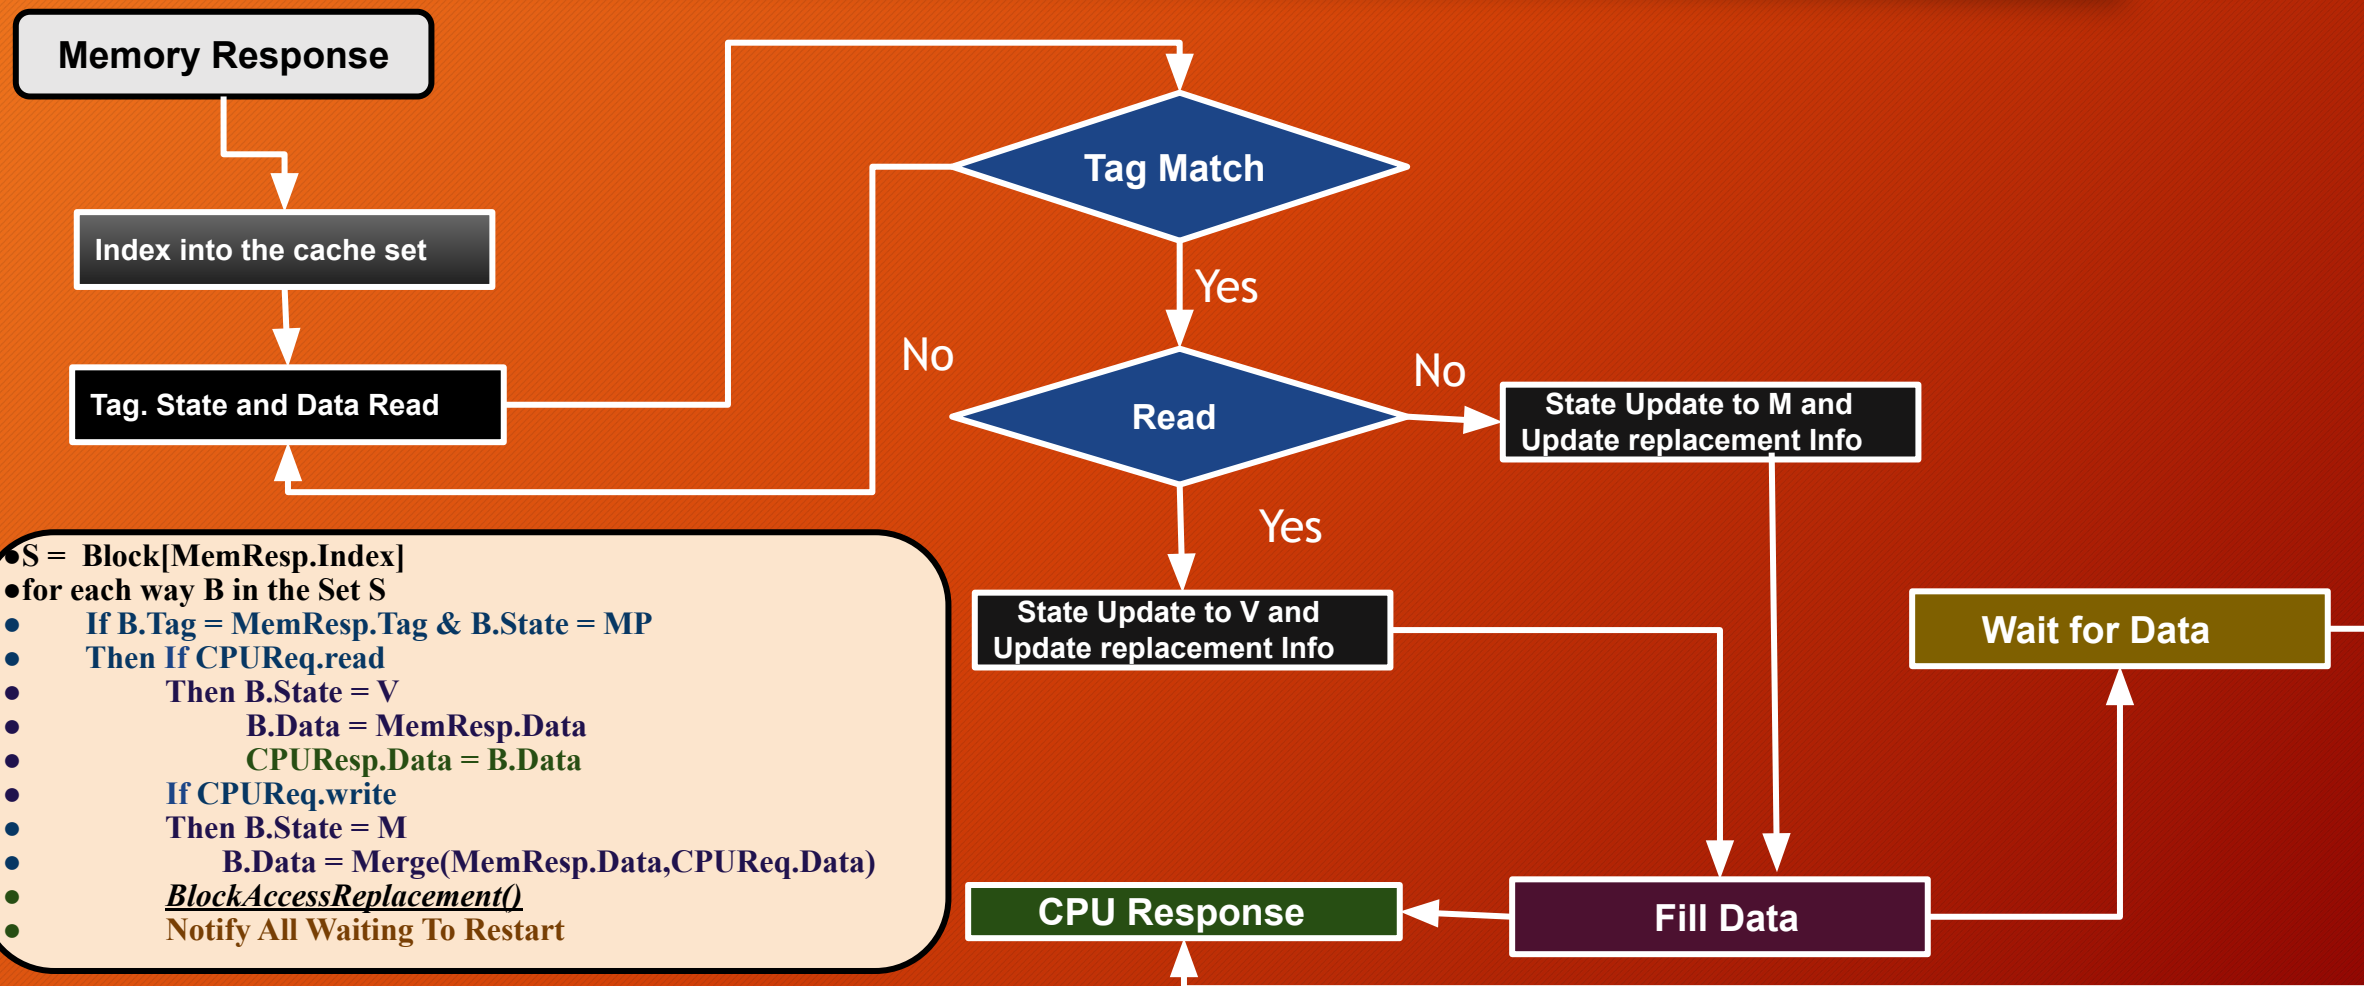 Memory Response
Index into the cache set
Tag. State and Data Read
Tag Match
Yes
No
Read
No
Yes
State Update to M and
Update replacement Info
State Update to V and
Update replacement Info
Wait for Data
Fill Data
CPU Response
●S = Block[MemResp.Index]
●for each way B in the Set S
● If B.Tag = MemResp.Tag & B.State = MP
● Then If CPUReq.read
● Then B.State = V
● B.Data = MemResp.Data
● CPUResp.Data = B.Data
● If CPUReq.write
● Then B.State = M
● B.Data = Merge(MemResp.Data,CPUReq.Data)
● BlockAccessReplacement()
● Notify All Waiting To Restart